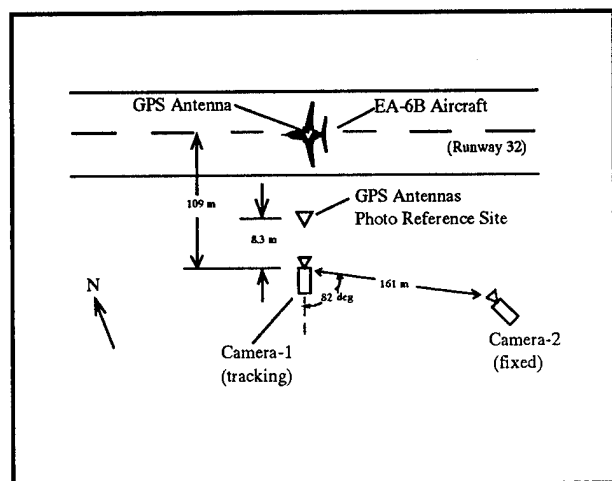 GPS Antenna
EA-6B Aircraft
(Runway 32)
109 m
GPS Antennas
Photo Reference Site
8.3 m
N
161 m
82 deg
Camera-1
(tracking)
Camera-2
(fixed)